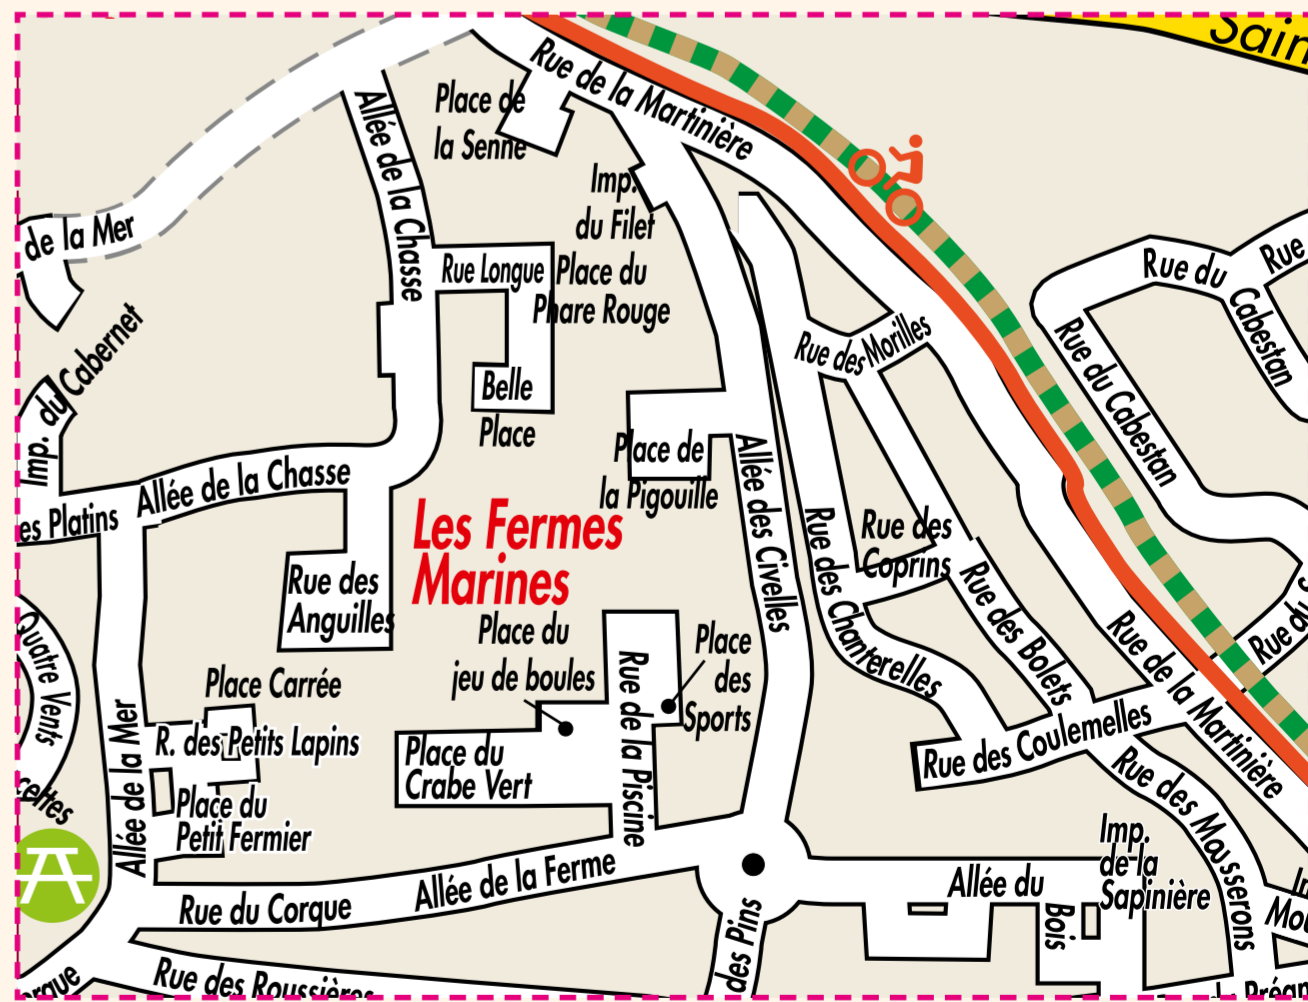 Sain
Rue de la Martinière
Place de
la Senne
Allée de la Chasse
Imp.
du Filet
de la Mer
Rue Longue
Place du
Phare Rouge
Rue du
Rue
Cabestan
Rue du Cabestan
Imp. du Cabernet
Rue des Morilles
Belle
Place
Place de
la Pigouille
Allée de la Chasse
es Platins
Les Fermes
Marines
Allée des Civelles
Rue des Chanterelles
Rue des
Coprins
Rue des Bolets
Rue des
Anguilles
Quatre Vents
Place du
jeu de boules
Place
des
Sports
Rue de la Piscine
Place Carrée
R. des Petits Lapins
Allée de la Mer
Place du
Petit Fermier
Place du
Crabe Vert
Rue des Coulemelles
Rue de la Martinière
Rue du
Rue des Mousserons
Imp.
de la
Sapinière
Allée du
Bois
Allée de la Ferme
Rue du Corque
des Pins
Rue des Roussières
orque
Mou